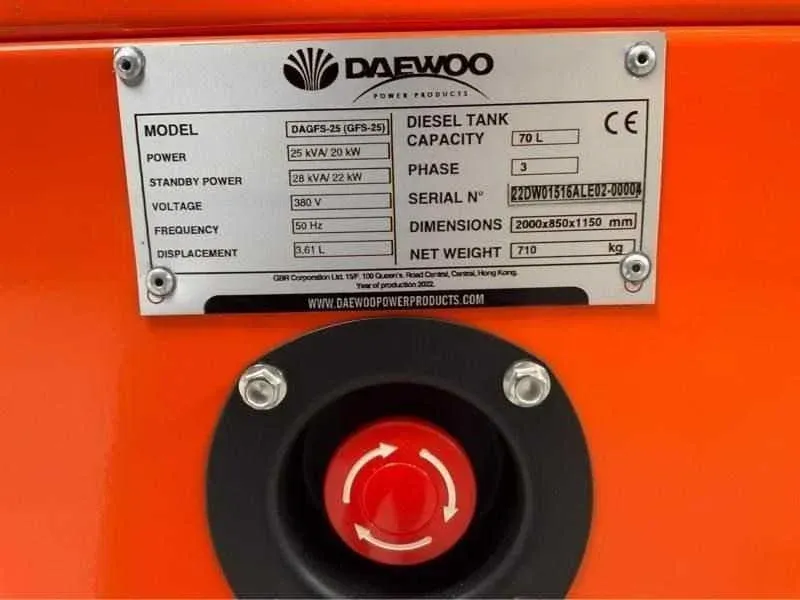 DAEWOO
POWER PRODUCTS
MODEL DAGFS-25 (GFS-25)
POWER 25 kVA/ 20 kW
STANDBY POWER 28 kVA/ 22 kW
VOLTAGE 380 V
FREQUENCY 50 Hz
DISPLACEMENT 3.61 L
DIESEL TANK
CAPACITY 70 L
PHASE 3
SERIAL N° 22DW01516ALE02-00004
DIMENSIONS 2000x850x1150 mm
NET WEIGHT 710 kg
CE
GBR Corporation Ltd. 15/F. 100 Queen's Road Central, Central, Hong Kong.
Year of production 2022.
WWW.DAEWOOPOWERPRODUCTS.COM